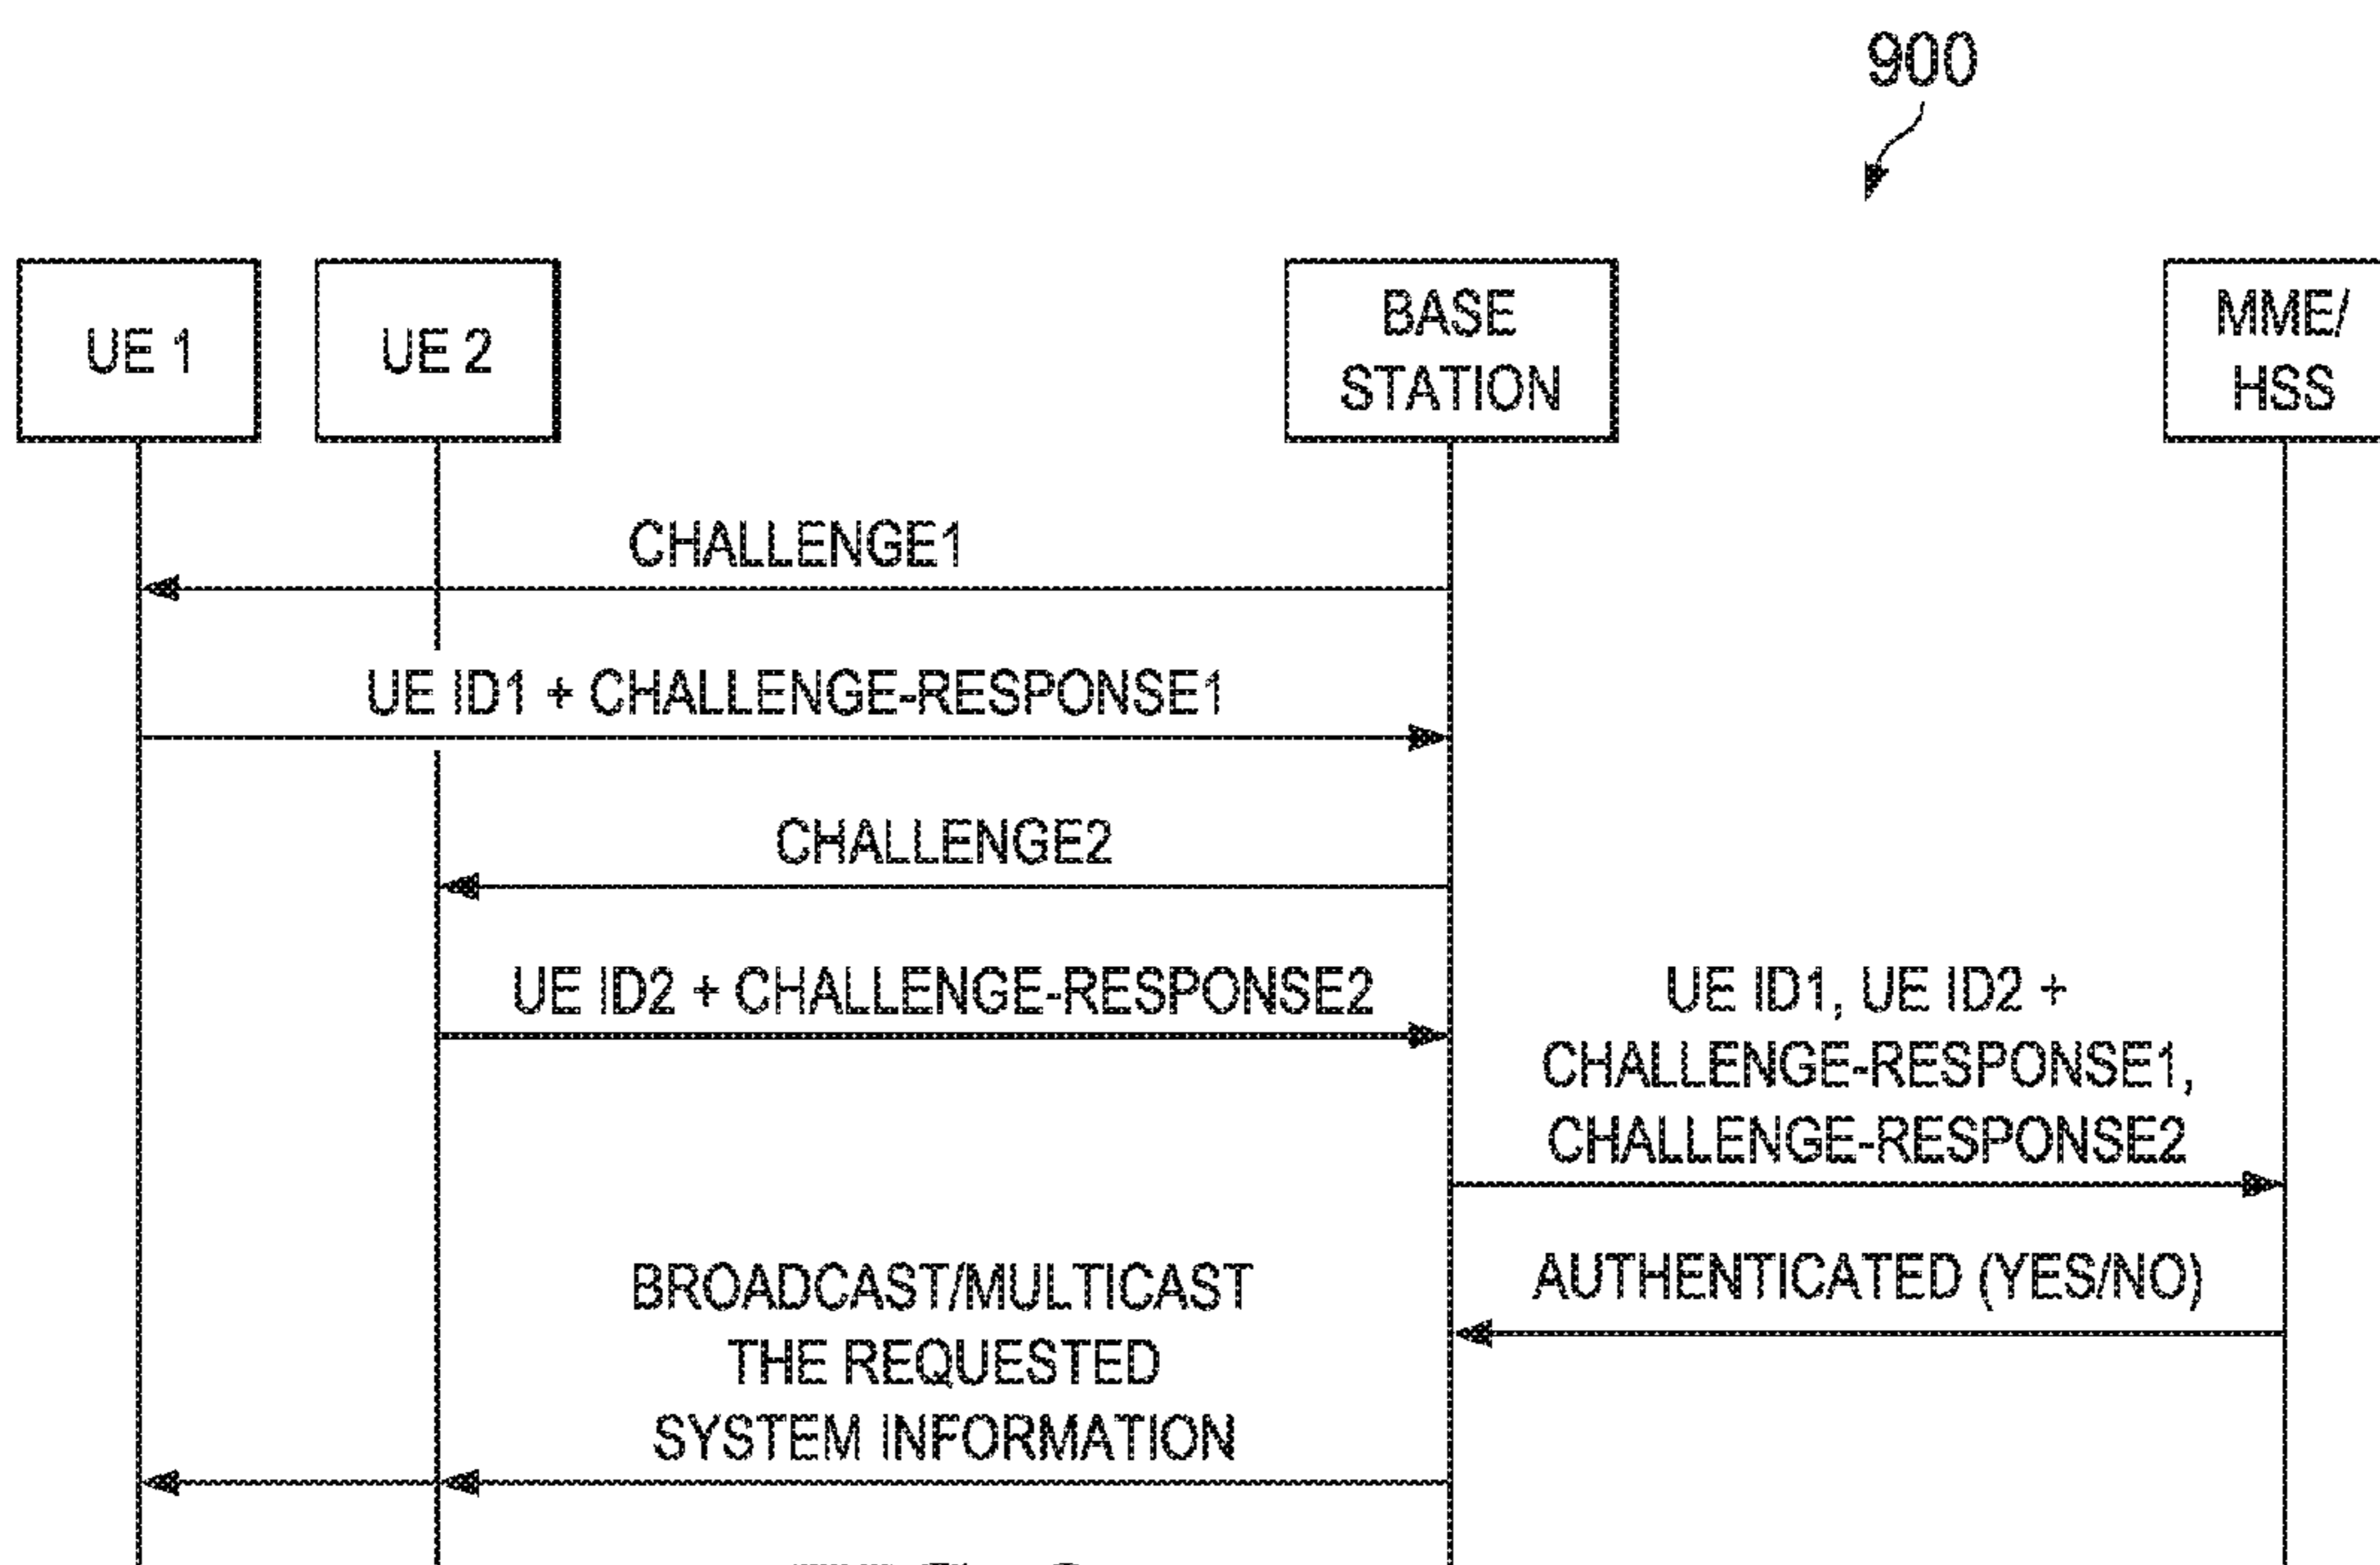 900
UE 1
UE 2
BASE
STATION
MME/
HSS
CHALLENGE1
UE ID1 + CHALLENGE-RESPONSE1
CHALLENGE2
UE ID2 + CHALLENGE-RESPONSE2
UE ID1, UE ID2 +
CHALLENGE-RESPONSE1,
CHALLENGE-RESPONSE2
AUTHENTICATED (YES/NO)
BROADCAST/MULTICAST
THE REQUESTED
SYSTEM INFORMATION